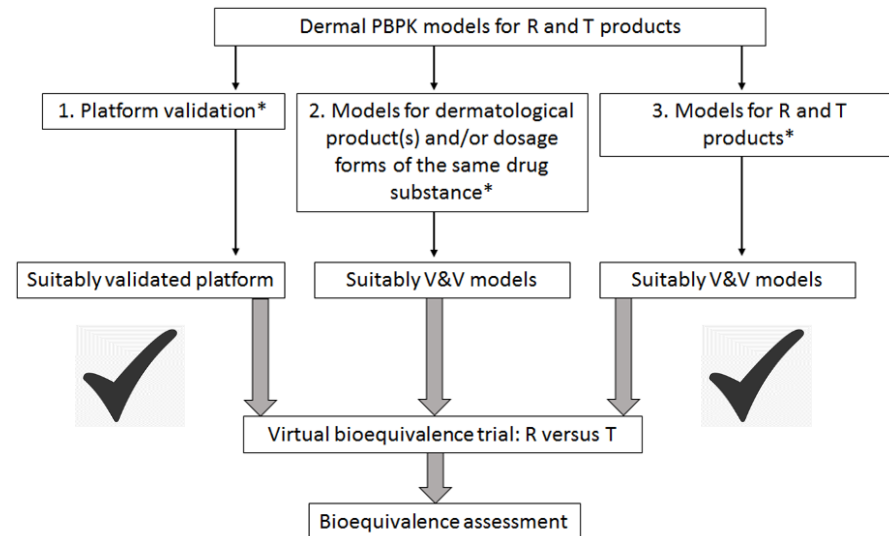 Dermal PBPK models for R and T products
1. Platform validation*
2. Models for dermatological
product(s) and/or dosage
forms of the same drug
substance*
3. Models for R and T
products*
Suitably validated platform
Suitably V&V models
Suitably V&V models
Virtual bioequivalence trial: R versus T
Bioequivalence assessment